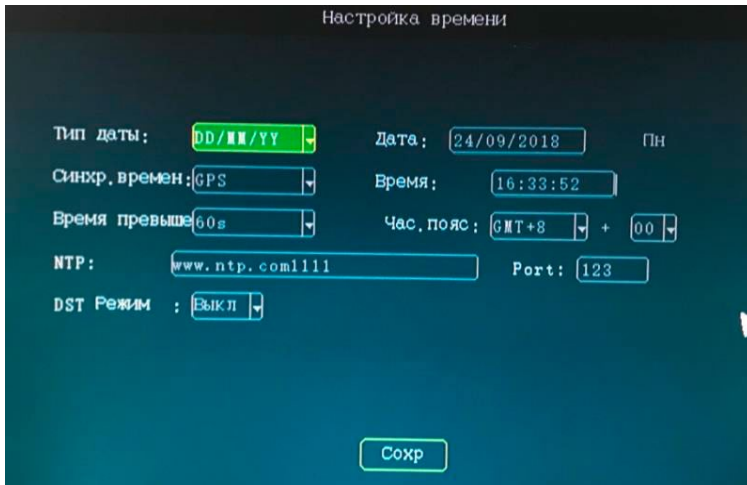 Настройка времени
Тип даты: DD/MM/YY Дата: 24/09/2018 Пн
Синхр.времен: GPS Время: 16:33:52
Время превыше 60s Час.пояс: GMT+8 + 00
NTP: www.ntp.com1111 Port: 123
DST Режим : Выкл
Сохр